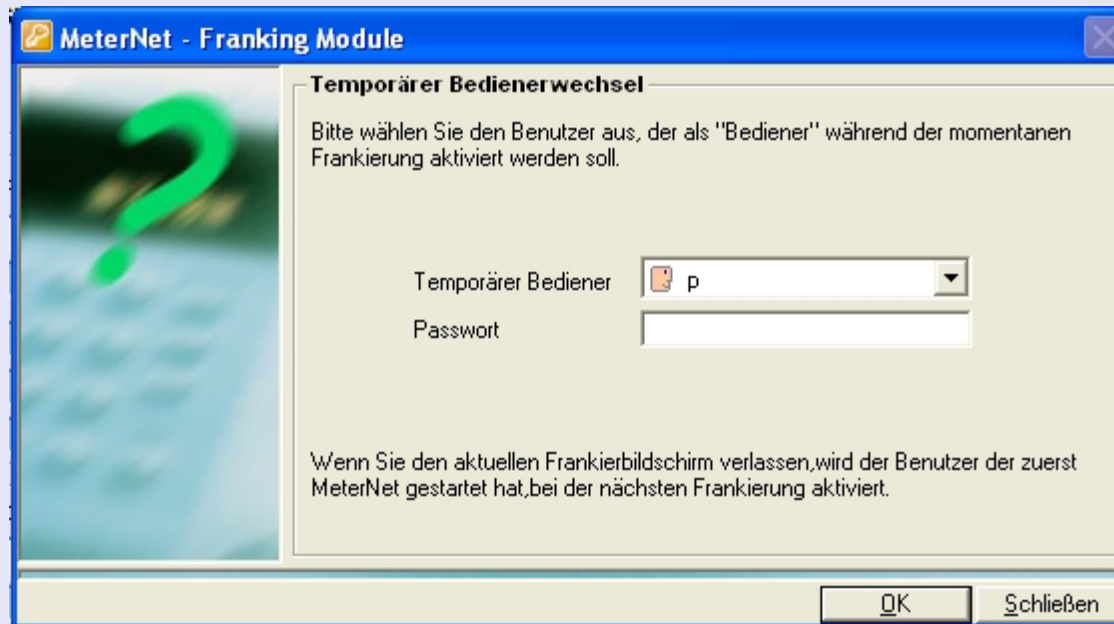 MeterNet - Franking Module
Temporärer Bedienerwechsel
Bitte wählen Sie den Benutzer aus, der als "Bediener" während der momentanen
Frankierung aktiviert werden soll.
Temporärer Bediener p
Passwort
Wenn Sie den aktuellen Frankierbildschirm verlassen,wird der Benutzer der zuerst
MeterNet gestartet hat,bei der nächsten Frankierung aktiviert.
OK Schließen